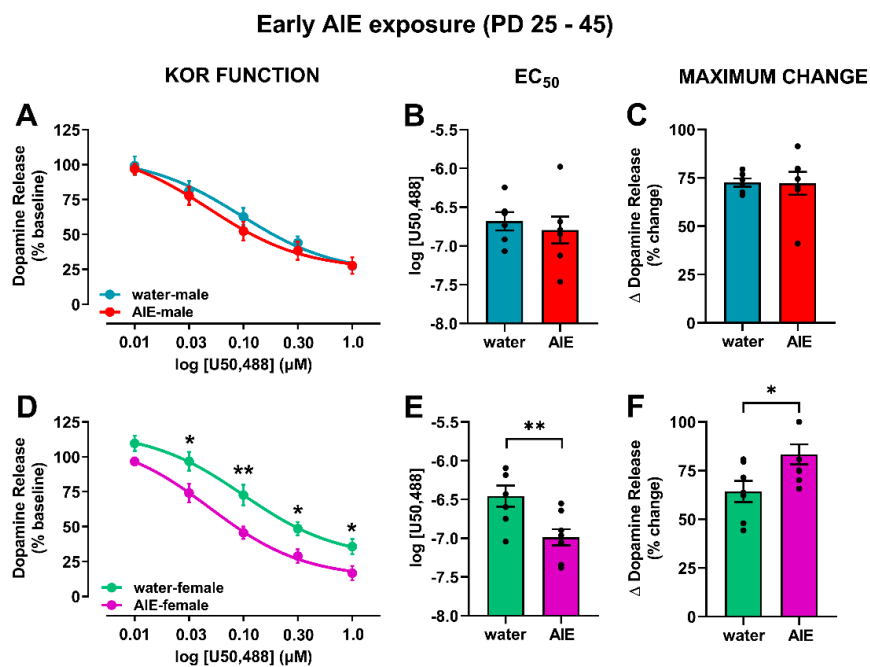 Early AIE exposure (PD 25 - 45)
KOR FUNCTION
EC50
MAXIMUM CHANGE
A
Dopamine Release
(% baseline)
125
100
75
50
25
0
water-male
AIE-male
0.01 0.03 0.10 0.30 1.0
log [U50,488] (µM)
B
log [U50,488]
-5.5
-6.0
-6.5
-7.0
-7.5
-8.0
water AIE
C
Δ Dopamine Release
(% change)
100
75
50
25
0
water AIE
D
Dopamine Release
(% baseline)
125
100
75
50
25
0
*
**
*
*
water-female
AIE-female
0.01 0.03 0.10 0.30 1.0
log [U50,488] (µM)
E
log [U50,488]
-5.5
-6.0
-6.5
-7.0
-7.5
-8.0
**
water AIE
F
Δ Dopamine Release
(% change)
100
75
50
25
0
*
water AIE